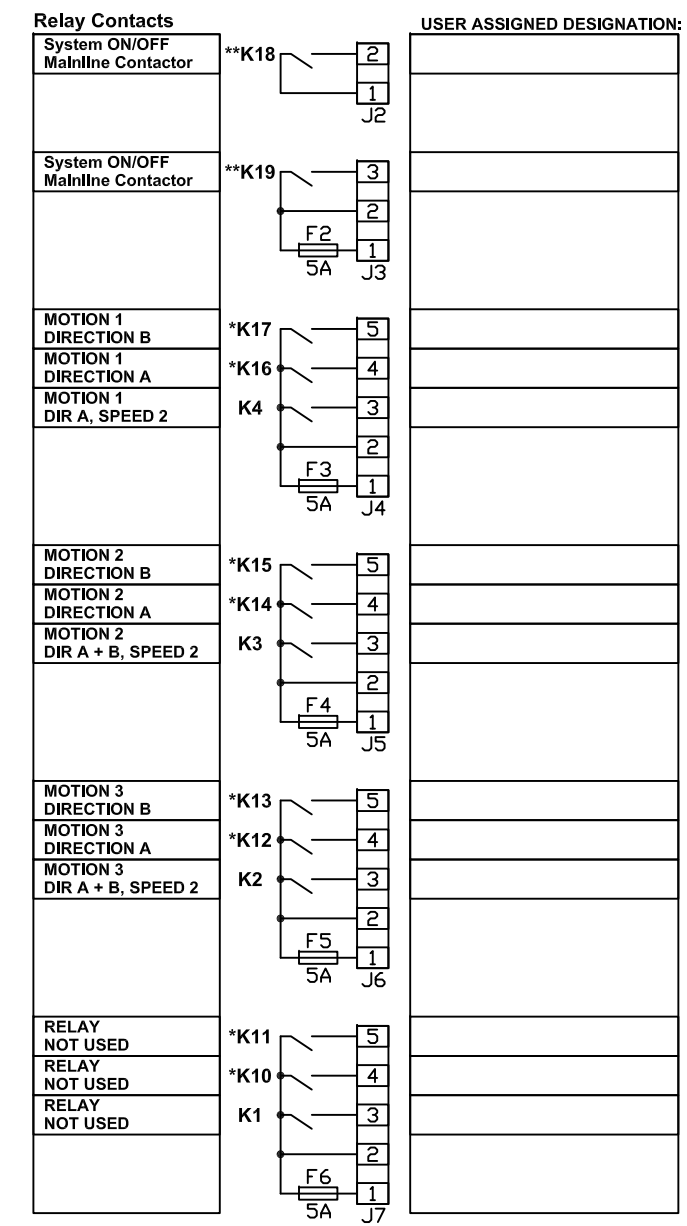 Relay Contacts
USER ASSIGNED DESIGNATION:
System ON/OFF
Mainline Contactor
**K18
2
1
J2
System ON/OFF
Mainline Contactor
**K19
3
2
F2
1
5A
J3
MOTION 1
DIRECTION B
*K17
5
MOTION 1
DIRECTION A
*K16
4
MOTION 1
DIR A, SPEED 2
K4
3
2
F3
1
5A
J4
MOTION 2
DIRECTION B
*K15
5
MOTION 2
DIRECTION A
*K14
4
MOTION 2
DIR A + B, SPEED 2
K3
3
2
F4
1
5A
J5
MOTION 3
DIRECTION B
*K13
5
MOTION 3
DIRECTION A
*K12
4
MOTION 3
DIR A + B, SPEED 2
K2
3
2
F5
1
5A
J6
RELAY
NOT USED
*K11
5
RELAY
NOT USED
*K10
4
RELAY
NOT USED
K1
3
2
F6
1
5A
J7